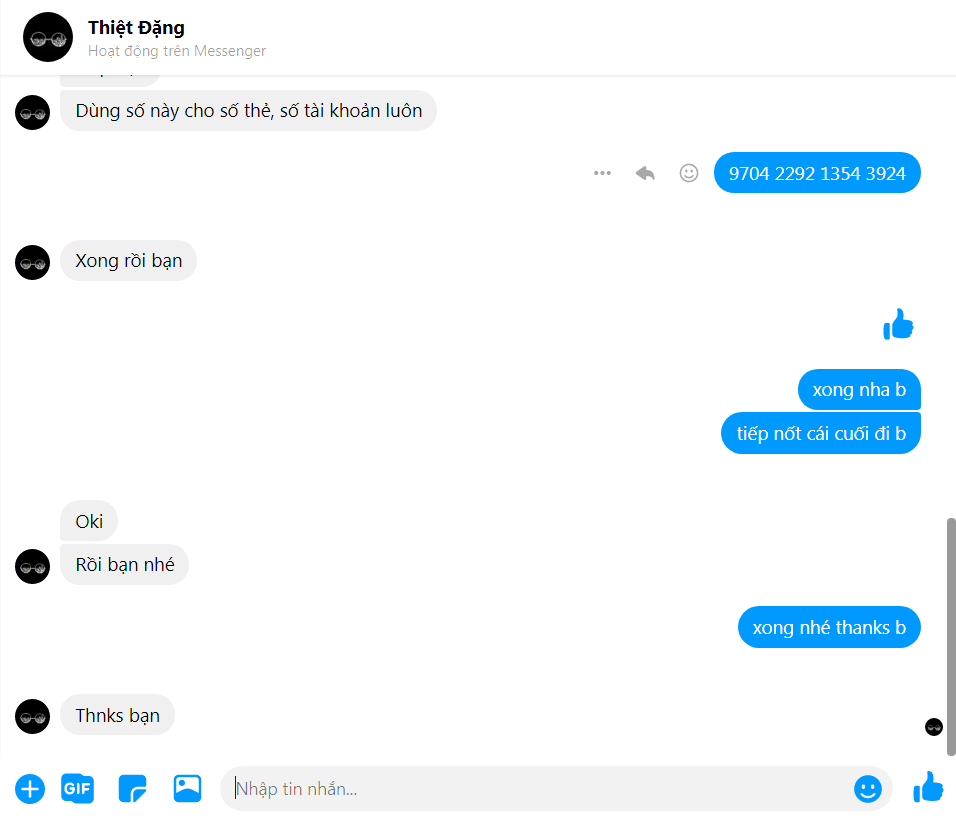 Thiệt Đặng
Hoạt động trên Messenger
Dùng số này cho số thẻ, số tài khoản luôn
9704 2292 1354 3924
Xong rồi bạn
xong nha b
tiếp nốt cái cuối đi b
Oki
Rồi bạn nhé
xong nhé thanks b
Thnks bạn
GIF
Nhập tin nhắn...